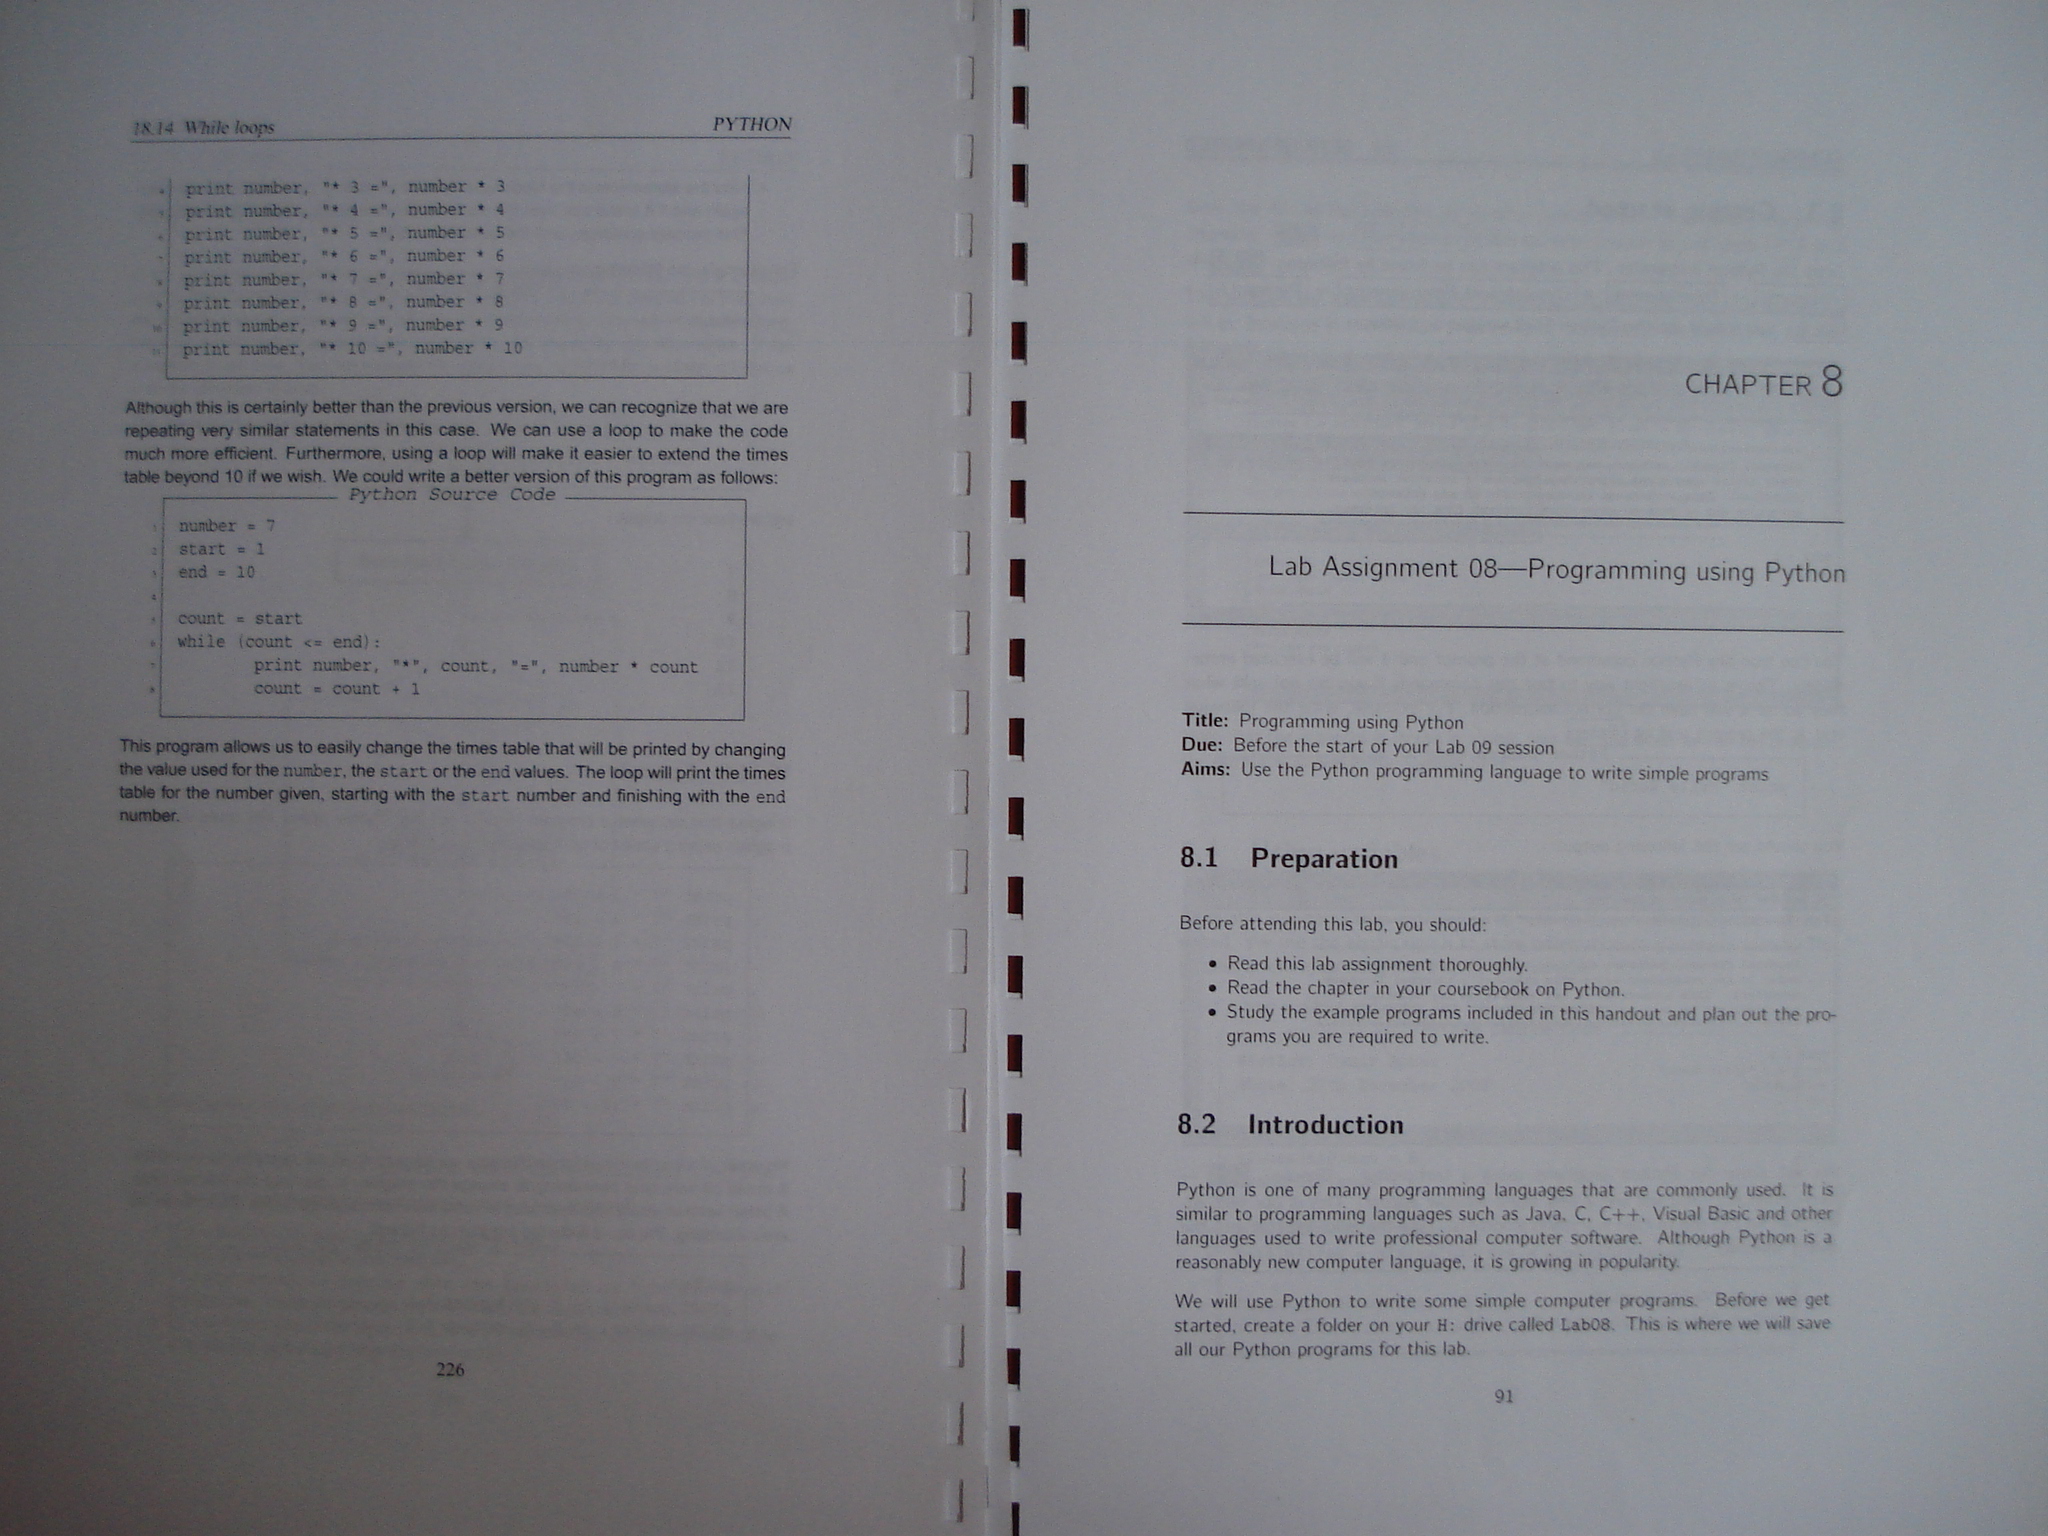 18.14 While loops PYTHON
4 print number, "* 3 =", number * 3
5 print number, "* 4 =", number * 4
6 print number, "* 5 =", number * 5
7 print number, "* 6 =", number * 6
8 print number, "* 7 =", number * 7
9 print number, "* 8 =", number * 8
10 print number, "* 9 =", number * 9
11 print number, "* 10 =", number * 10
Although this is certainly better than the previous version, we can recognize that we are
repeating very similar statements in this case. We can use a loop to make the code
much more efficient. Furthermore, using a loop will make it easier to extend the times
table beyond 10 if we wish. We could write a better version of this program as follows:
Python Source Code
1 number = 7
2 start = 1
3 end = 10
4
5 count = start
6 while (count <= end):
7 print number, "*", count, "=", number * count
8 count = count + 1
This program allows us to easily change the times table that will be printed by changing
the value used for the number, the start or the end values. The loop will print the times
table for the number given, starting with the start number and finishing with the end
number.
226
CHAPTER 8
Lab Assignment 08—Programming using Python
Title: Programming using Python
Due: Before the start of your Lab 09 session
Aims: Use the Python programming language to write simple programs
8.1 Preparation
Before attending this lab, you should:
• Read this lab assignment thoroughly.
• Read the chapter in your coursebook on Python.
• Study the example programs included in this handout and plan out the pro-
grams you are required to write.
8.2 Introduction
Python is one of many programming languages that are commonly used. It is
similar to programming languages such as Java, C, C++, Visual Basic and other
languages used to write professional computer software. Although Python is a
reasonably new computer language, it is growing in popularity.
We will use Python to write some simple computer programs. Before we get
started, create a folder on your H: drive called Lab08. This is where we will save
all our Python programs for this lab.
91